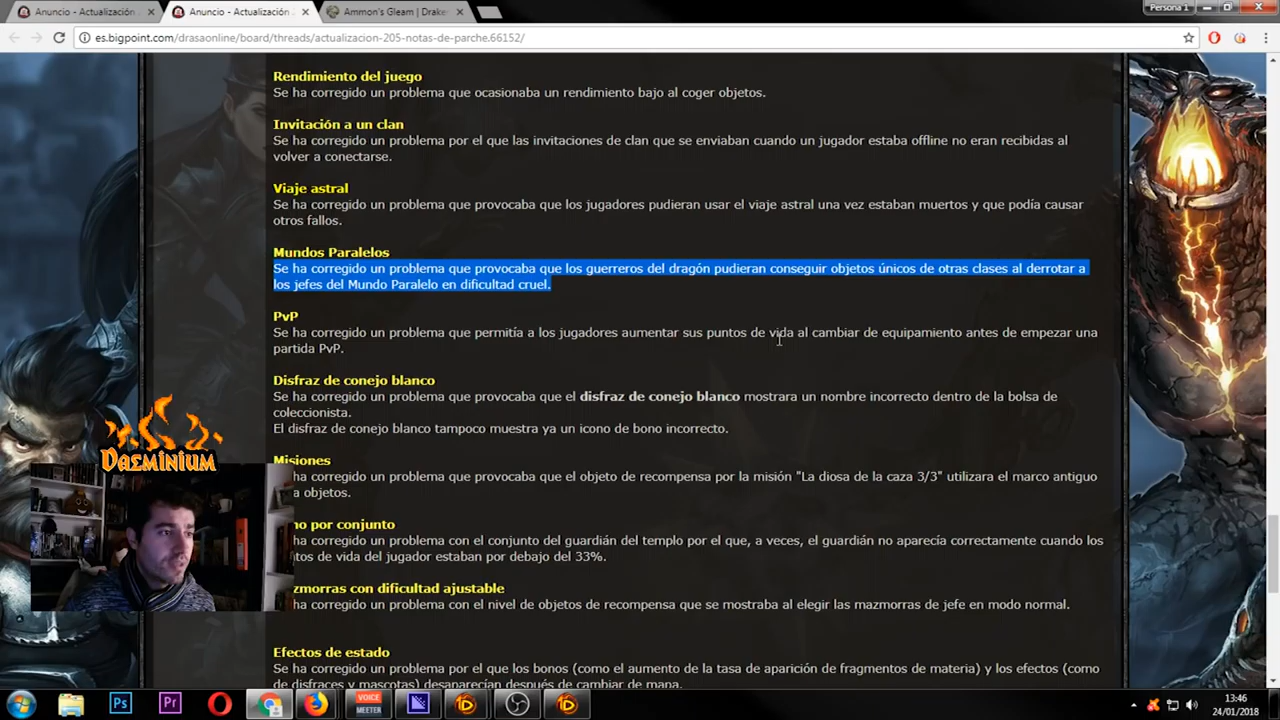 Anuncio - Actualización
Anuncio - Actualización
Ammon's Gleam | Drake
Persona 1
es.bigpoint.com/drasaonline/board/threads/actualizacion-205-notas-de-parche.66152/
Rendimiento del juego
Se ha corregido un problema que ocasionaba un rendimiento bajo al coger objetos.
Invitación a un clan
Se ha corregido un problema por el que las invitaciones de clan que se enviaban cuando un jugador estaba offline no eran recibidas al
volver a conectarse.
Viaje astral
Se ha corregido un problema que provocaba que los jugadores pudieran usar el viaje astral una vez estaban muertos y que podía causar
otros fallos.
Mundos Paralelos
Se ha corregido un problema que provocaba que los guerreros del dragón pudieran conseguir objetos únicos de otras clases al derrotar a
los jefes del Mundo Paralelo en dificultad cruel.
PvP
Se ha corregido un problema que permitía a los jugadores aumentar sus puntos de vida al cambiar de equipamiento antes de empezar una
partida PvP.
Disfraz de conejo blanco
Se ha corregido un problema que provocaba que el disfraz de conejo blanco mostrara un nombre incorrecto dentro de la bolsa de
coleccionista.
El disfraz de conejo blanco tampoco muestra ya un icono de bono incorrecto.
DAEMINIUM
Misiones
ha corregido un problema que provocaba que el objeto de recompensa por la misión "La diosa de la caza 3/3" utilizara el marco antiguo
a objetos.
no por conjunto
ha corregido un problema con el conjunto del guardián del templo por el que, a veces, el guardián no aparecía correctamente cuando los
ntos de vida del jugador estaban por debajo del 33%.
zmorras con dificultad ajustable
ha corregido un problema con el nivel de objetos de recompensa que se mostraba al elegir las mazmorras de jefe en modo normal.
Efectos de estado
Se ha corregido un problema por el que los bonos (como el aumento de la tasa de aparición de fragmentos de materia) y los efectos (como
de disfraces y mascotas) desaparecían después de cambiar de mapa.
Ps
Pr
VOICE
MEETER
13:46
24/01/2018